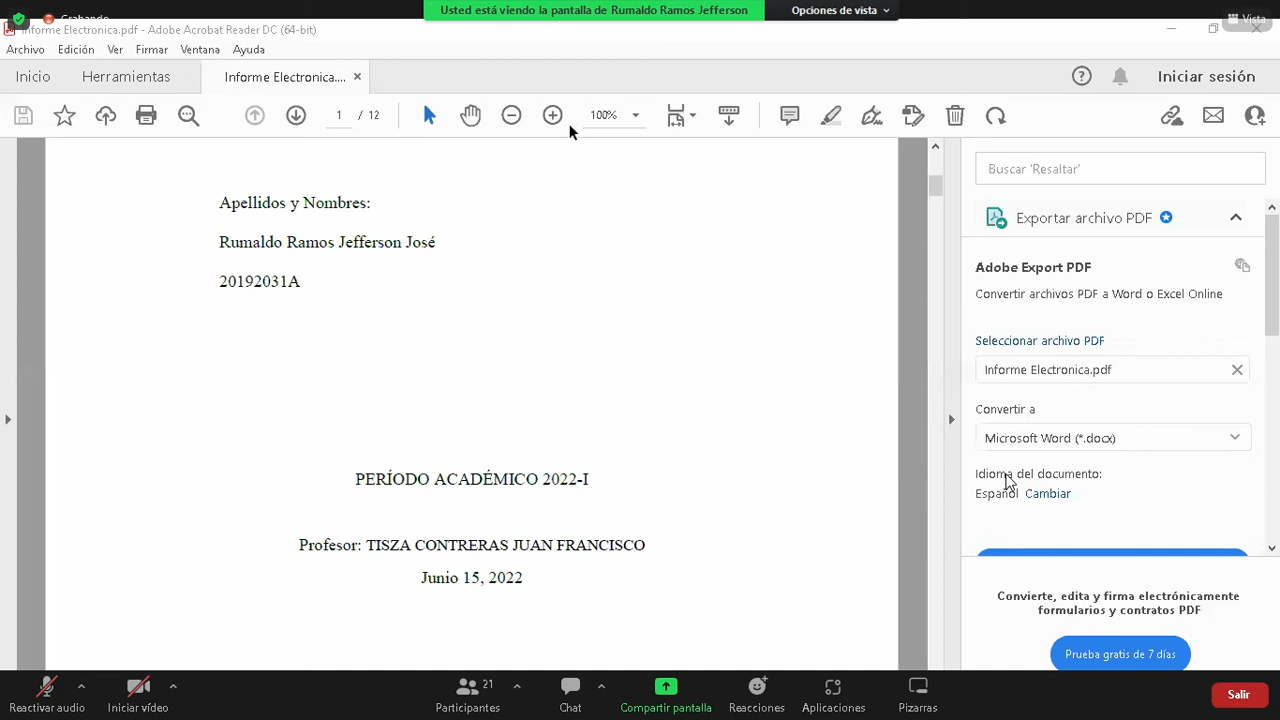 Grabando
Usted está viendo la pantalla de Rumaldo Ramos Jefferson
Opciones de vista
Vista
Informe Electronica.pdf - Adobe Acrobat Reader DC (64-bit)
Archivo Edición Ver Firmar Ventana Ayuda
Inicio Herramientas Informe Electronica.... Iniciar sesión
1 / 12 100%
Apellidos y Nombres:
Rumaldo Ramos Jefferson José
20192031A
PERÍODO ACADÉMICO 2022-I
Profesor: TISZA CONTRERAS JUAN FRANCISCO
Junio 15, 2022
Buscar 'Resaltar'
Exportar archivo PDF
Adobe Export PDF
Convertir archivos PDF a Word o Excel Online
Seleccionar archivo PDF
Informe Electronica.pdf
Convertir a
Microsoft Word (*.docx)
Idioma del documento:
Español Cambiar
Convierte, edita y firma electrónicamente
formularios y contratos PDF
Prueba gratis de 7 días
Reactivar audio Iniciar vídeo Participantes 21 Chat Compartir pantalla Reacciones Aplicaciones Pizarras Salir